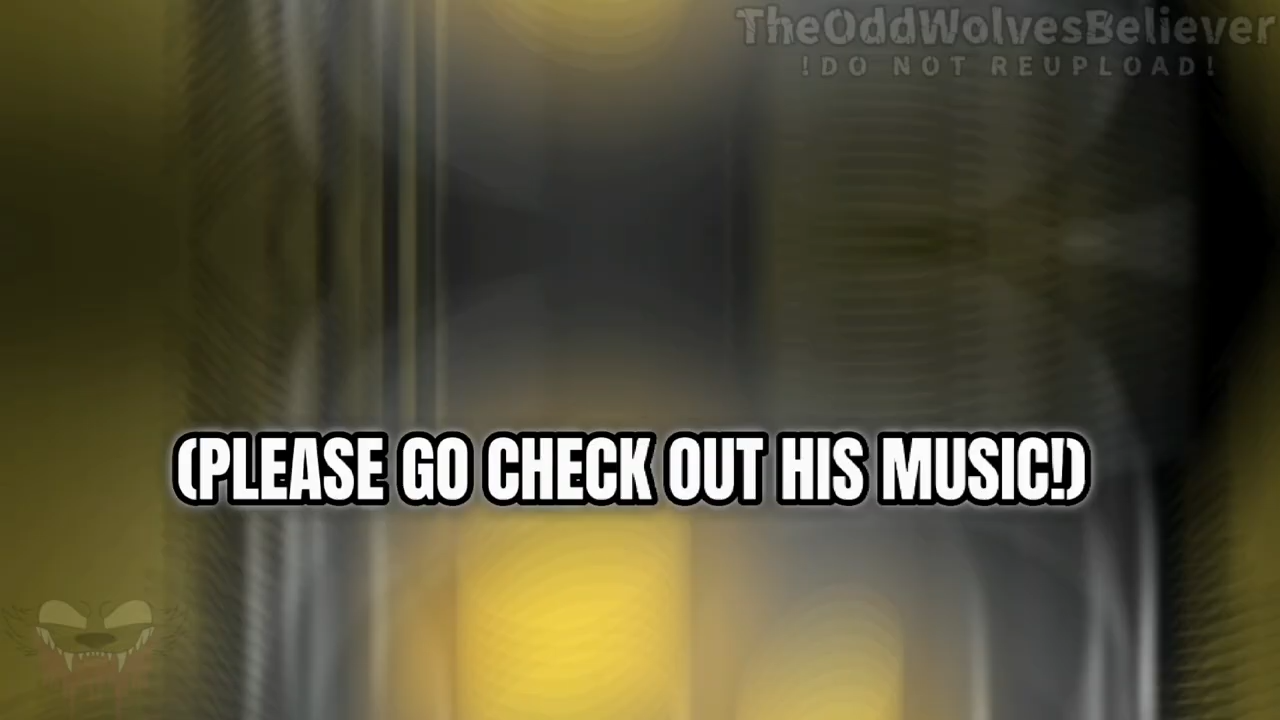 TheOddWolvesBeliever
!DO NOT REUPLOAD!
(PLEASE GO CHECK OUT HIS MUSIC!)